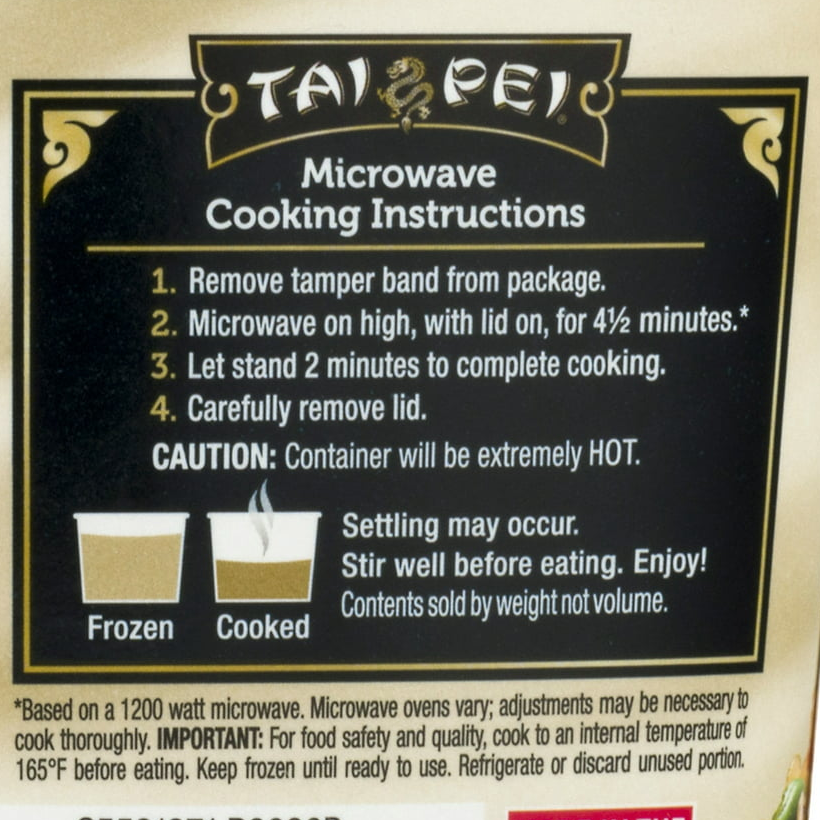 TAI PEI
Microwave
Cooking Instructions
1. Remove tamper band from package.
2. Microwave on high, with lid on, for 4½ minutes.*
3. Let stand 2 minutes to complete cooking.
4. Carefully remove lid.
CAUTION: Container will be extremely HOT.
Settling may occur.
Stir well before eating. Enjoy!
Contents sold by weight not volume.
Frozen Cooked
*Based on a 1200 watt microwave. Microwave ovens vary; adjustments may be necessary to
cook thoroughly. IMPORTANT: For food safety and quality, cook to an internal temperature of
165°F before eating. Keep frozen until ready to use. Refrigerate or discard unused portion.